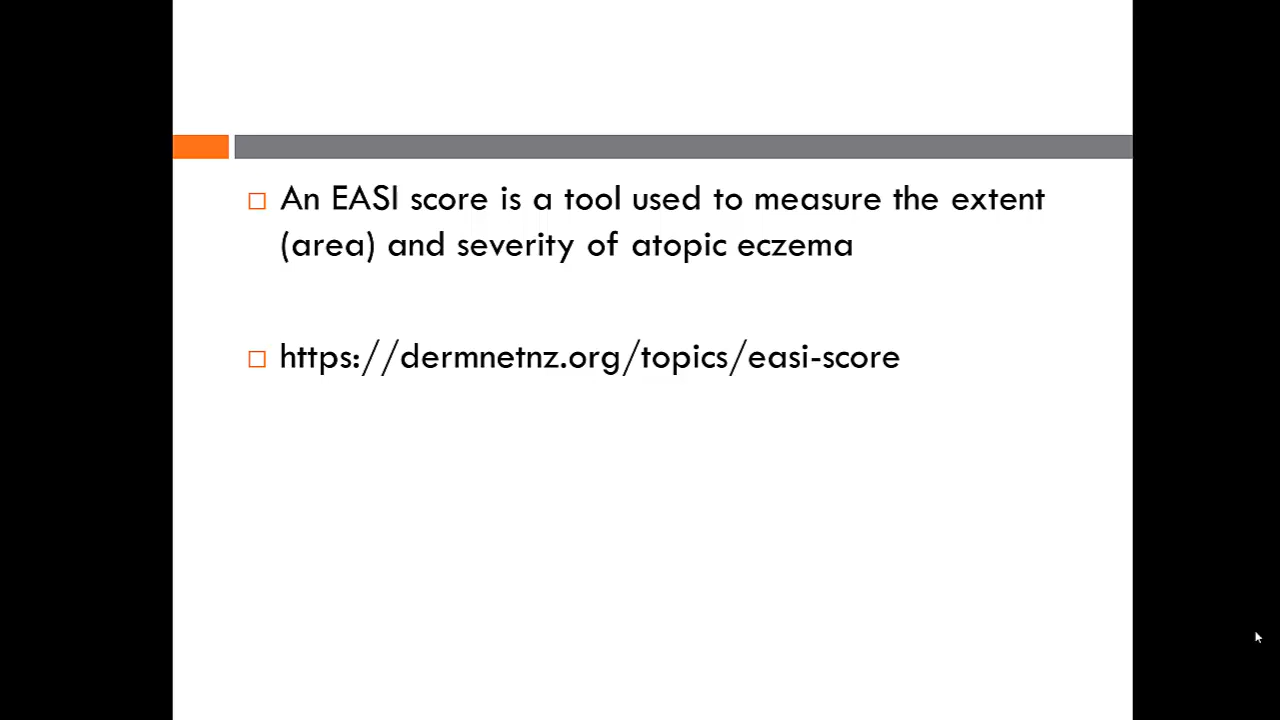 An EASI score is a tool used to measure the extent
(area) and severity of atopic eczema
https://dermnetnz.org/topics/easi-score